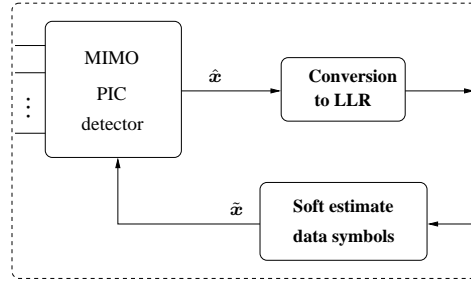 MIMO
PIC
detector
x̂
Conversion
to LLR
⋮
x̃
Soft estimate
data symbols